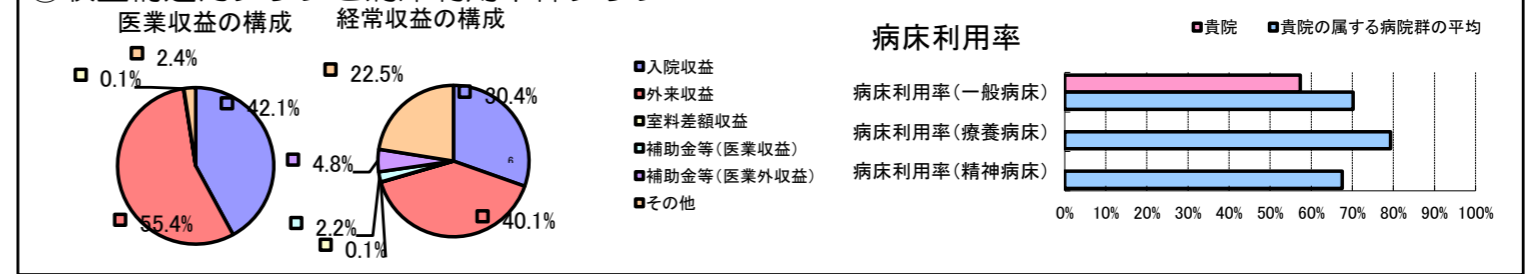 医業収益の構成
経常収益の構成
2.4%
0.1%
42.1%
55.4%
22.5%
30.4%
4.8%
2.2%
0.1%
40.1%
6
入院収益
外来収益
室料差額収益
補助金等(医業収益)
補助金等(医業外収益)
その他
病床利用率
貴院
貴院の属する病院群の平均
病床利用率(一般病床)
病床利用率(療養病床)
病床利用率(精神病床)
0% 10% 20% 30% 40% 50% 60% 70% 80% 90% 100%